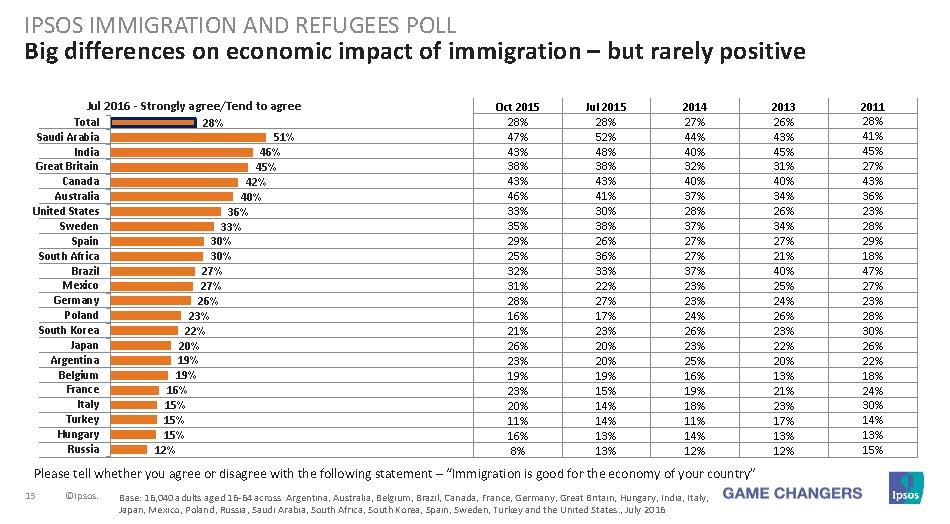 IPSOS IMMIGRATION AND REFUGEES POLL
Big differences on economic impact of immigration – but rarely positive
Jul 2016 - Strongly agree/Tend to agree Oct 2015 Jul 2015 2014 2013 2011
Total 28% 28% 28% 27% 26% 28%
Saudi Arabia 51% 47% 52% 44% 43% 41%
India 46% 43% 48% 40% 45% 45%
Great Britain 45% 38% 38% 32% 31% 27%
Canada 42% 43% 43% 40% 40% 43%
Australia 40% 46% 41% 37% 34% 36%
United States 36% 33% 30% 28% 26% 23%
Sweden 33% 35% 38% 37% 34% 28%
Spain 30% 29% 26% 27% 27% 29%
South Africa 30% 25% 36% 27% 21% 18%
Brazil 27% 32% 33% 37% 40% 47%
Mexico 27% 31% 22% 23% 25% 27%
Germany 26% 28% 27% 23% 24% 23%
Poland 23% 16% 17% 24% 26% 28%
South Korea 22% 21% 23% 26% 23% 30%
Japan 20% 26% 20% 23% 22% 26%
Argentina 19% 23% 20% 25% 20% 22%
Belgium 19% 19% 19% 16% 13% 18%
France 16% 23% 15% 19% 21% 24%
Italy 15% 20% 14% 18% 23% 30%
Turkey 15% 11% 14% 11% 17% 14%
Hungary 15% 16% 13% 14% 13% 13%
Russia 12% 8% 13% 12% 12% 15%
Please tell whether you agree or disagree with the following statement – “Immigration is good for the economy of your country”
13 © Ipsos. Base: 16,040 adults aged 16-64 across Argentina, Australia, Belgium, Brazil, Canada, France, Germany, Great Britain, Hungary, India, Italy,
Japan, Mexico, Poland, Russia, Saudi Arabia, South Africa, South Korea, Spain, Sweden, Turkey and the United States., July 2016
GAME CHANGERS Ipsos